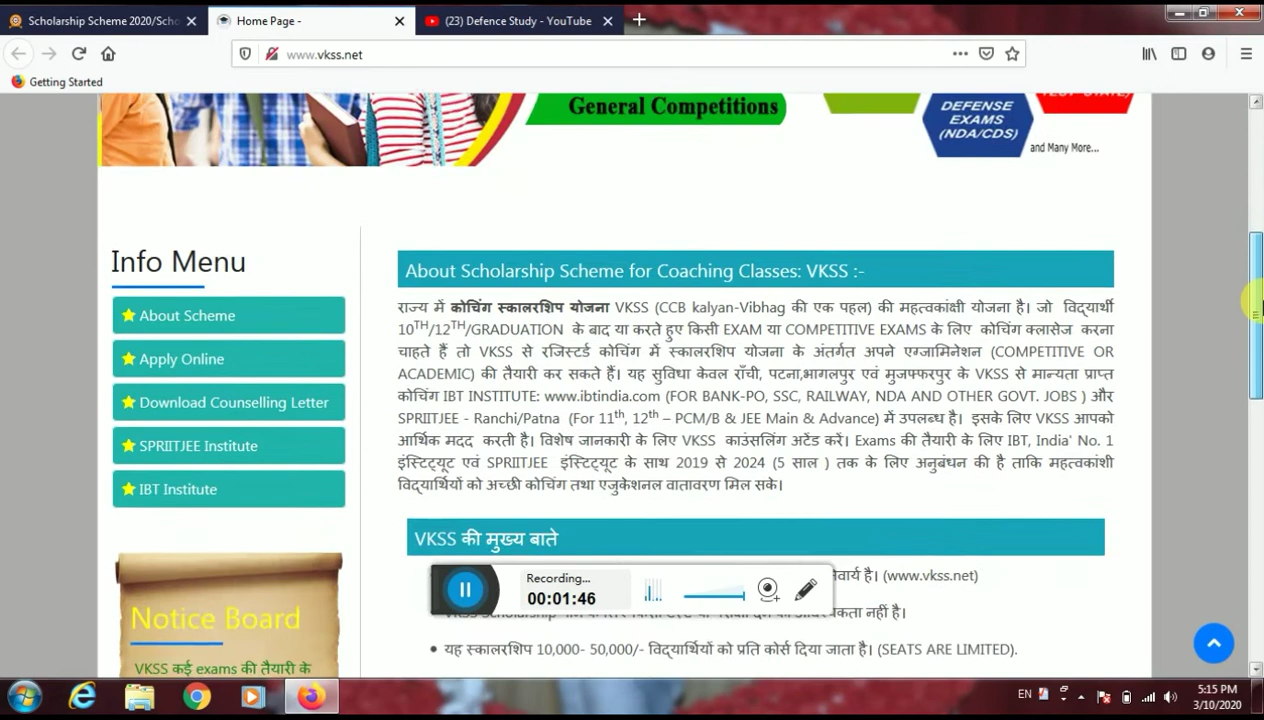 Scholarship Scheme 2020/Scho
Home Page -
(23) Defence Study - YouTube
www.vkss.net
Getting Started
General Competitions
DEFENSE
EXAMS
(NDA/CDS)
and Many More...
Info Menu
About Scheme
Apply Online
Download Counselling Letter
SPRIITJEE Institute
IBT Institute
Notice Board
VKSS कई exams की तैयारी के
About Scholarship Scheme for Coaching Classes: VKSS :-
राज्य में कोचिंग स्कालरशिप योजना VKSS (CCB kalyan-Vibhag की एक पहल) की महत्वकांक्षी योजना है। जो विद्यार्थी
10TH/12TH/GRADUATION के बाद या करते हुए किसी EXAM या COMPETITIVE EXAMS के लिए कोचिंग क्लासेज करना
चाहते हैं तो VKSS से रजिस्टर्ड कोचिंग में स्कालरशिप योजना के अंतर्गत अपने एग्जामिनेशन (COMPETITIVE OR
ACADEMIC) की तैयारी कर सकते हैं। यह सुविधा केवल राँची, पटना,भागलपुर एवं मुजफ्फरपुर के VKSS से मान्यता प्राप्त
कोचिंग IBT INSTITUTE: www.ibtindia.com (FOR BANK-PO, SSC, RAILWAY, NDA AND OTHER GOVT. JOBS ) और
SPRIITJEE - Ranchi/Patna (For 11th, 12th – PCM/B & JEE Main & Advance) में उपलब्ध है। इसके लिए VKSS आपको
आर्थिक मदद करती है। विशेष जानकारी के लिए VKSS काउंसलिंग अटेंड करें। Exams की तैयारी के लिए IBT, India' No. 1
इंस्टिट्यूट एवं SPRIITJEE इंस्टिट्यूट के साथ 2019 से 2024 (5 साल ) तक के लिए अनुबंधन की है ताकि महत्वकांशी
विद्यार्थियों को अच्छी कोचिंग तथा एजुकेशनल वातावरण मिल सके।
VKSS की मुख्य बाते
है। (www.vkss.net)
नहीं है।
यह स्कालरशिप 10,000- 50,000/- विद्यार्थियों को प्रति कोर्स दिया जाता है। (SEATS ARE LIMITED).
Recording...
00:01:46
EN
5:15 PM
3/10/2020